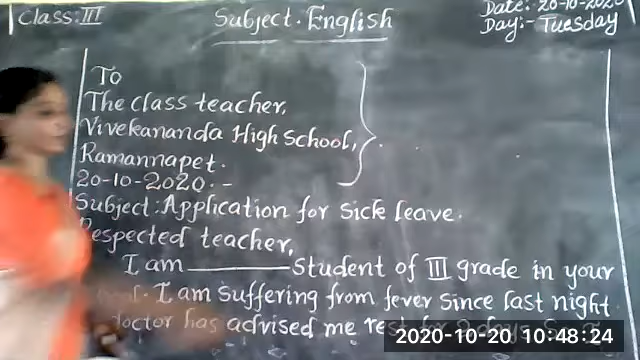 Class: III
Subject. English
Date: 20-10-2020
Day:- Tuesday
To
The class teacher,
Vivekananda High School,
Ramannapet.
20-10-2020.-
Subject: Application for sick leave.
Respected teacher,
I am ________ Student of III grade in your
I am suffering from fever since last night.
doctor has advised me rest for 2 days. So
2020-10-20 10:48:24